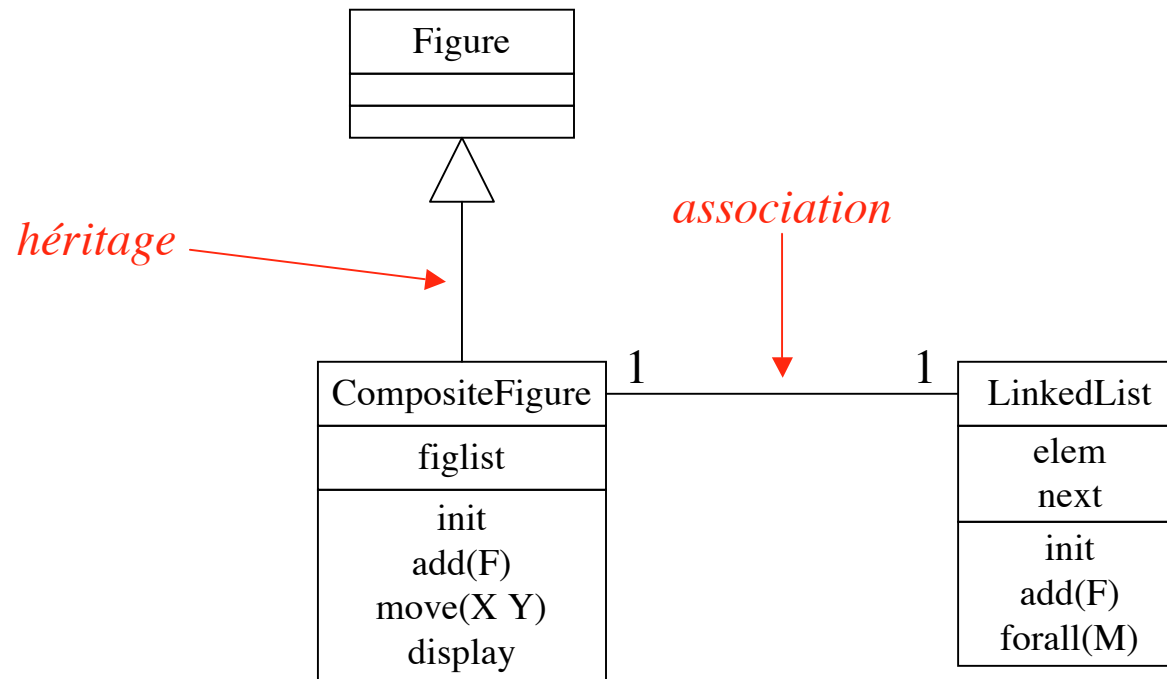 Figure
association
héritage
1
1
CompositeFigure
LinkedList
figlist
elem
next
init
add(F)
move(X Y)
display
init
add(F)
forall(M)